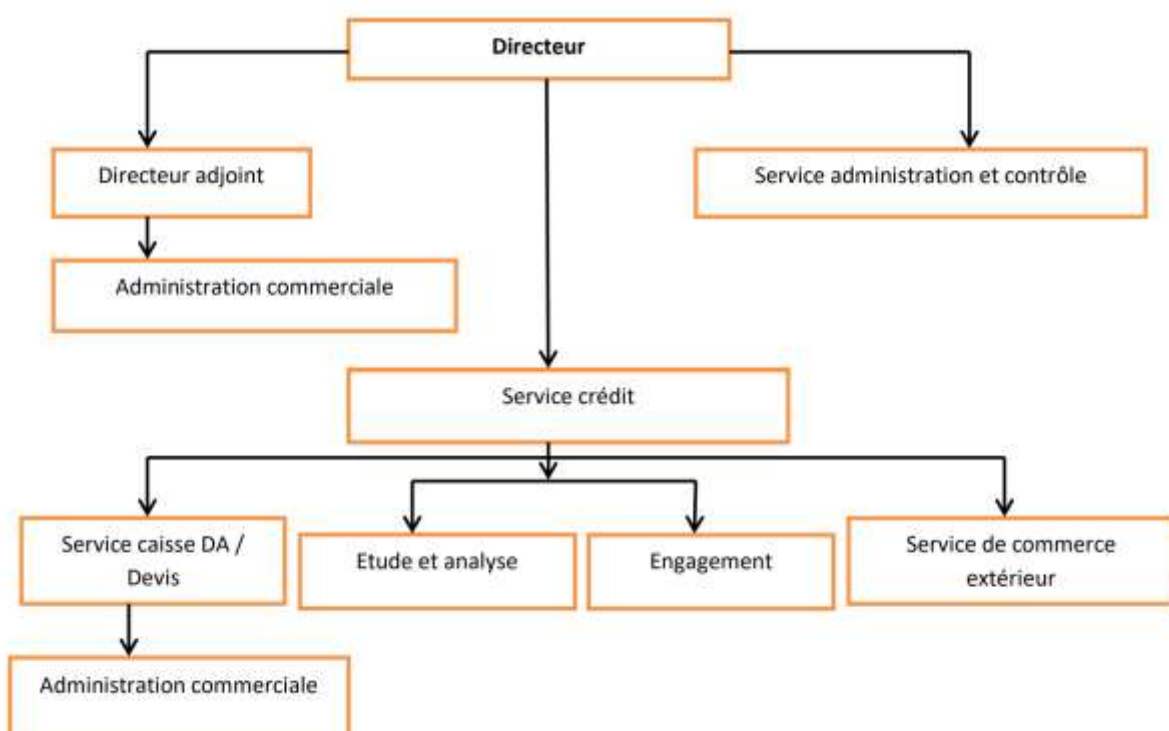 Directeur
Directeur adjoint
Service administration et contrôle
Administration commerciale
Service crédit
Service caisse DA /
Devis
Etude et analyse
Engagement
Service de commerce
extérieur
Administration commerciale